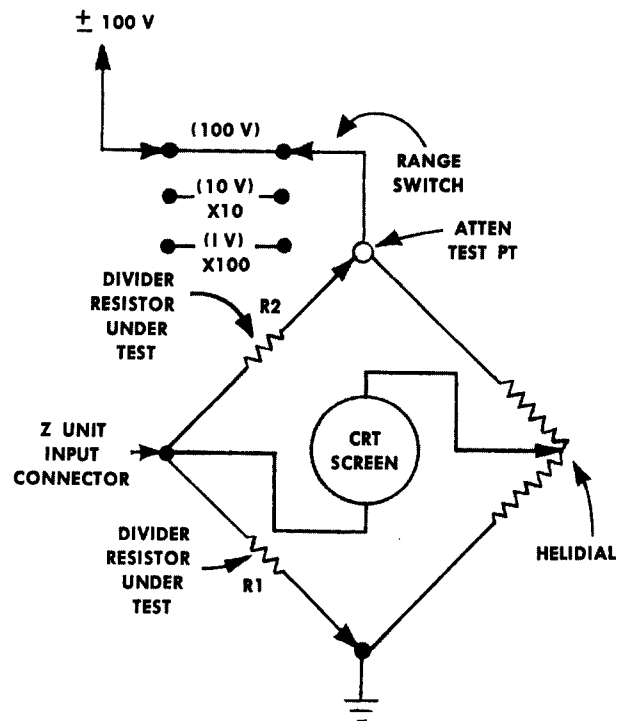 ± 100 V
(100 V)
(10 V)
X10
(1 V)
X100
RANGE
SWITCH
ATTEN
TEST PT
DIVIDER
RESISTOR
UNDER
TEST
R2
Z UNIT
INPUT
CONNECTOR
CRT
SCREEN
HELIDIAL
DIVIDER
RESISTOR
UNDER
TEST
R1